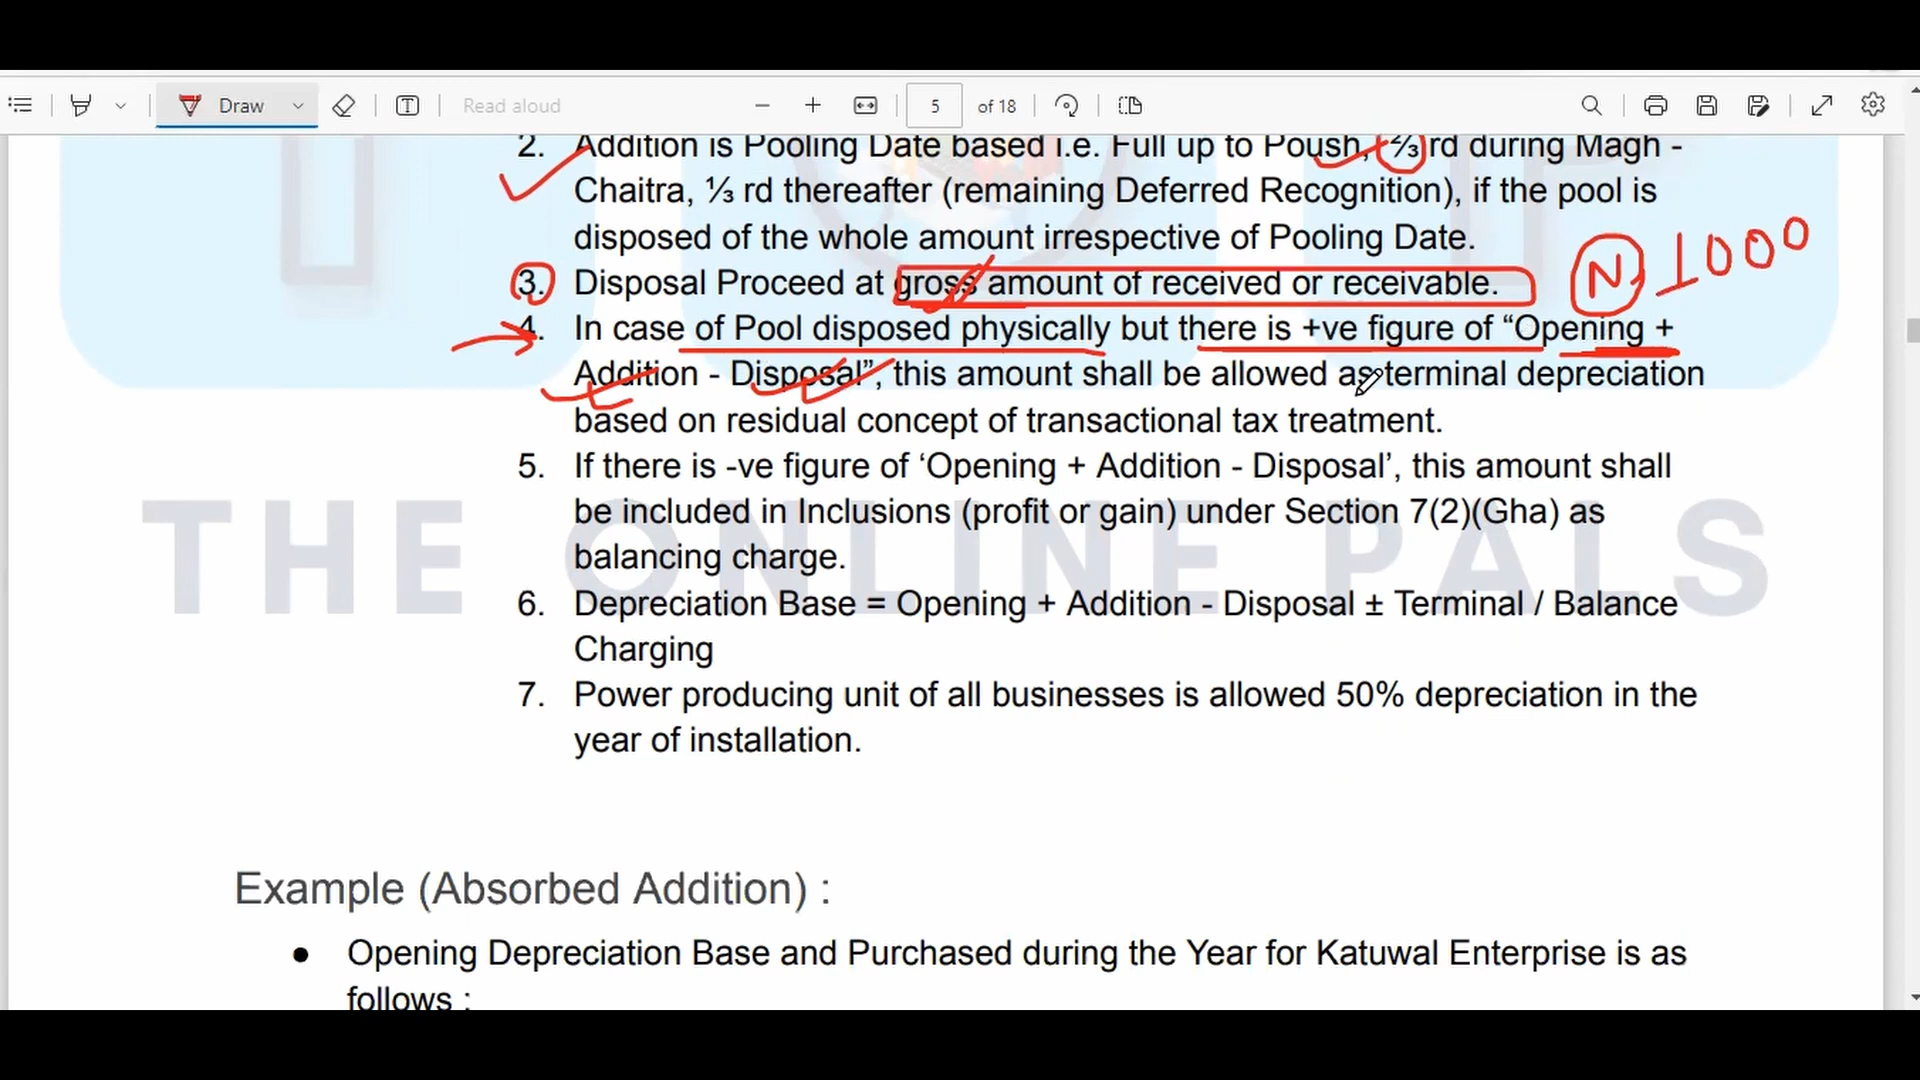 Draw
Read aloud
5
of 18
2. Addition is Pooling Date based i.e. Full up to Poush, ⅔ rd during Magh -
Chaitra, ⅓ rd thereafter (remaining Deferred Recognition), if the pool is
disposed of the whole amount irrespective of Pooling Date.
N 1000
3. Disposal Proceed at gross amount of received or receivable.
4. In case of Pool disposed physically but there is +ve figure of “Opening +
Addition - Disposal”, this amount shall be allowed as terminal depreciation
based on residual concept of transactional tax treatment.
5. If there is -ve figure of ‘Opening + Addition - Disposal’, this amount shall
be included in Inclusions (profit or gain) under Section 7(2)(Gha) as
balancing charge.
THE ONLINE PALS
6. Depreciation Base = Opening + Addition - Disposal ± Terminal / Balance
Charging
7. Power producing unit of all businesses is allowed 50% depreciation in the
year of installation.
Example (Absorbed Addition) :
● Opening Depreciation Base and Purchased during the Year for Katuwal Enterprise is as
follows :